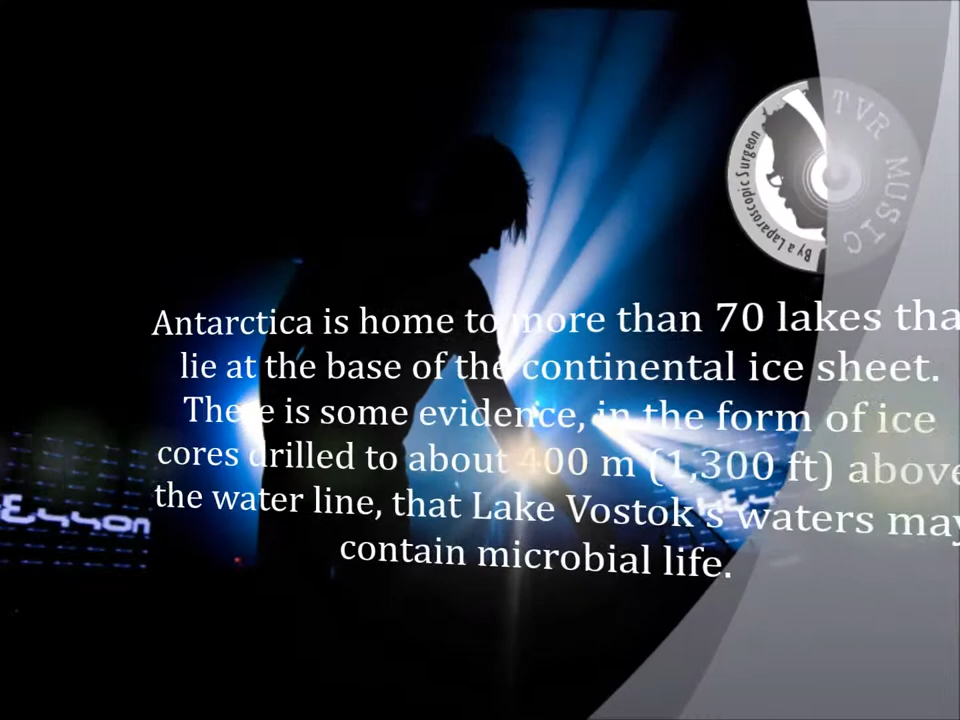 TVR MUSIC
By a Laparoscopic Surgeon
Antarctica is home to more than 70 lakes tha
lie at the base of the continental ice sheet.
There is some evidence, in the form of ice
cores drilled to about 400 m (1,300 ft) above
the water line, that Lake Vostok's waters may
contain microbial life.